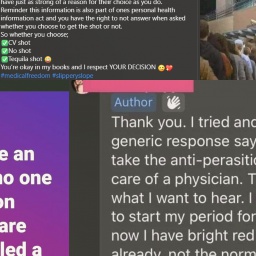 have just as strong of a reason for their choice as you do.
Reminder this information is also part of ones personal health
information act and you have the right to not answer when asked
whether you choose to get the shot or not.
So whether you choose;
✅CV shot
✅No shot
✅Tequila shot 😜
You're okay in my books and I respect YOUR DECISION
#medicalfreedom #slipperyslope
Author
Thank you. I tried and
generic response say
take the anti-parasitic
care of a physician. T
what I want to hear. I
to start my period for
now I have bright red
already, not the norm
e an
no one
on
are
led a